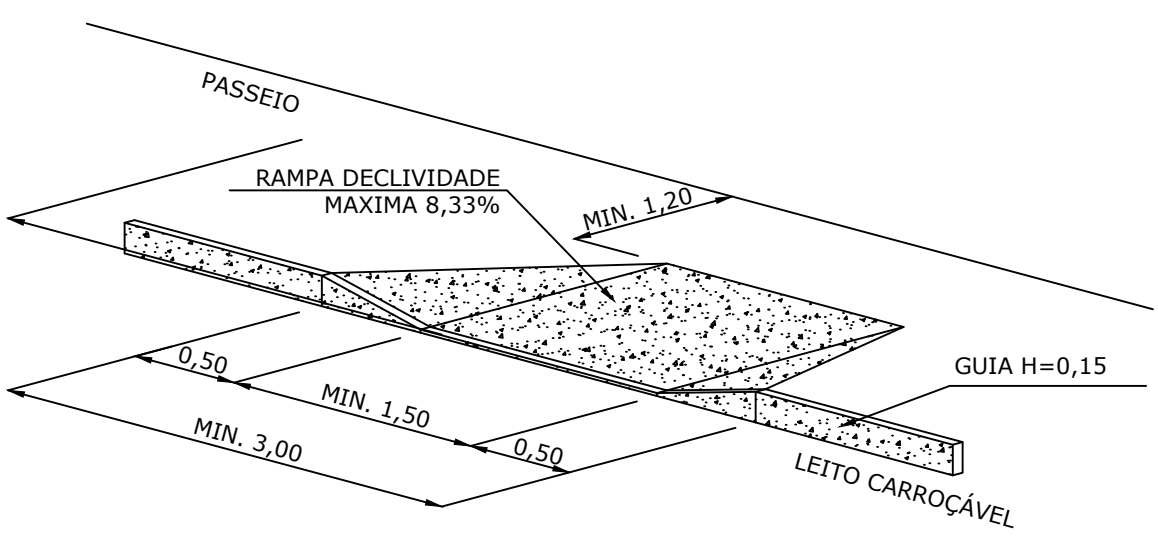 PASSEIO
RAMPA DECLIVIDADE
MAXIMA 8,33%
MIN. 1,20
0,50
MIN. 1,50
0,50
MIN. 3,00
GUIA H=0,15
LEITO CARROÇÁVEL